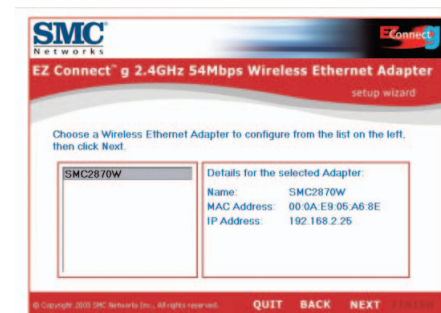 SMC
Networks
EZ Connect g
EZ Connect™ g 2.4GHz 54Mbps Wireless Ethernet Adapter
setup wizard
Choose a Wireless Ethernet Adapter to configure from the list on the left,
then click Next.
SMC2870W
Details for the selected Adapter:
Name: SMC2870W
MAC Address: 00:0A:E9:05:A6:8E
IP Address: 192.168.2.25
© Copyright 2005 SMC Networks Inc., All rights reserved.
QUIT BACK NEXT FINISH